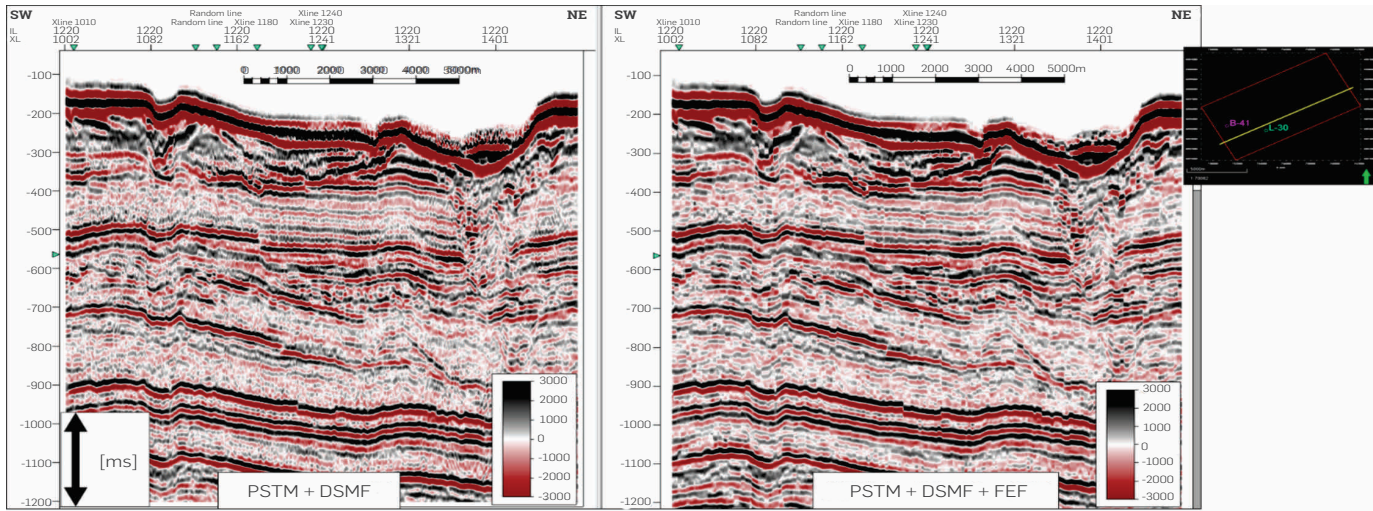 SW NE
Random line Xline 1240
Xline 1010 Random line Xline 1180 Xline 1230
IL 1220 1220 1220 1220 1220 1220
XL 1002 1082 1162 1241 1321 1401
0 1000 2000 3000 4000 5000m
-100
-200
-300
-400
-500
-600
-700
-800
-900
-1000
-1100
-1200
[ms]
3000
2000
1000
0
-1000
-2000
-3000
PSTM + DSMF
SW NE
Random line Xline 1240
Xline 1010 Random line Xline 1180 Xline 1230
IL 1220 1220 1220 1220 1220 1220
XL 1002 1082 1162 1241 1321 1401
0 1000 2000 3000 4000 5000m
-100
-200
-300
-400
-500
-600
-700
-800
-900
-1000
-1100
-1200
3000
2000
1000
0
-1000
-2000
-3000
PSTM + DSMF + FEF
B-41
L-30